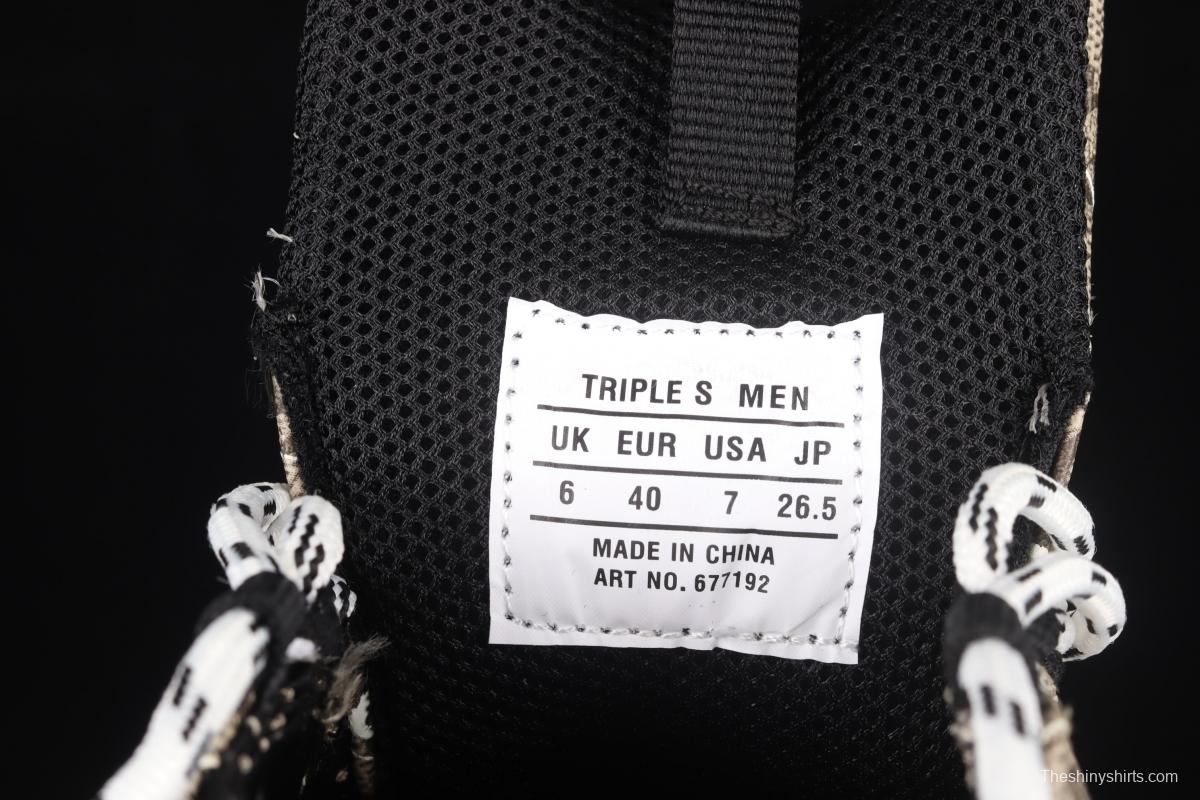 TRIPLE S MEN
UK EUR USA JP
6 40 7 26.5
MADE IN CHINA
ART NO. 677192
Theshinyshirts.com